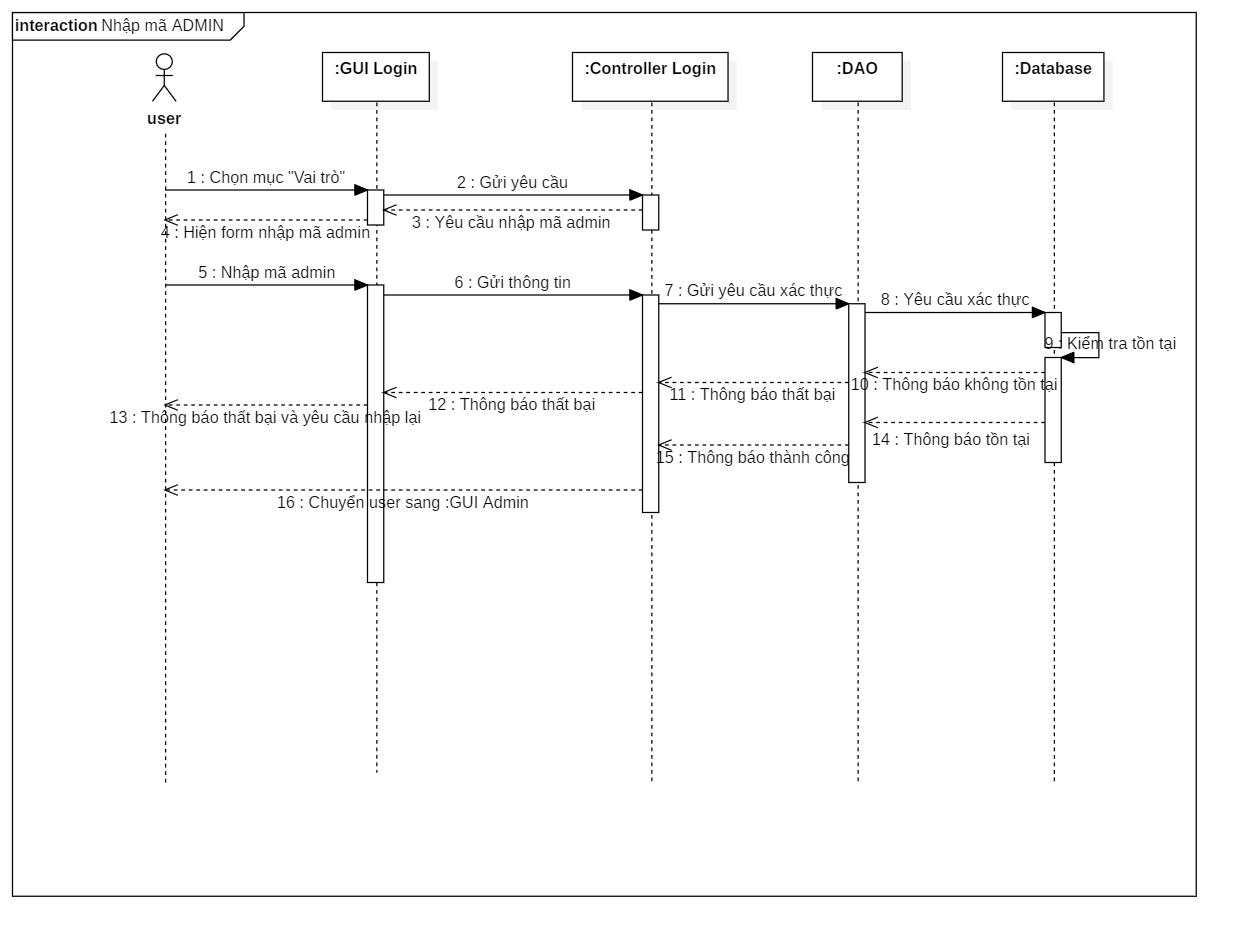 interaction Nhập mã ADMIN
user
:GUI Login
:Controller Login
:DAO
:Database
1 : Chọn mục "Vai trò"
2 : Gửi yêu cầu
3 : Yêu cầu nhập mã admin
4 : Hiện form nhập mã admin
5 : Nhập mã admin
6 : Gửi thông tin
7 : Gửi yêu cầu xác thực
8 : Yêu cầu xác thực
9 : Kiểm tra tồn tại
10 : Thông báo không tồn tại
11 : Thông báo thất bại
12 : Thông báo thất bại
13 : Thông báo thất bại và yêu cầu nhập lại
14 : Thông báo tồn tại
15 : Thông báo thành công
16 : Chuyển user sang :GUI Admin